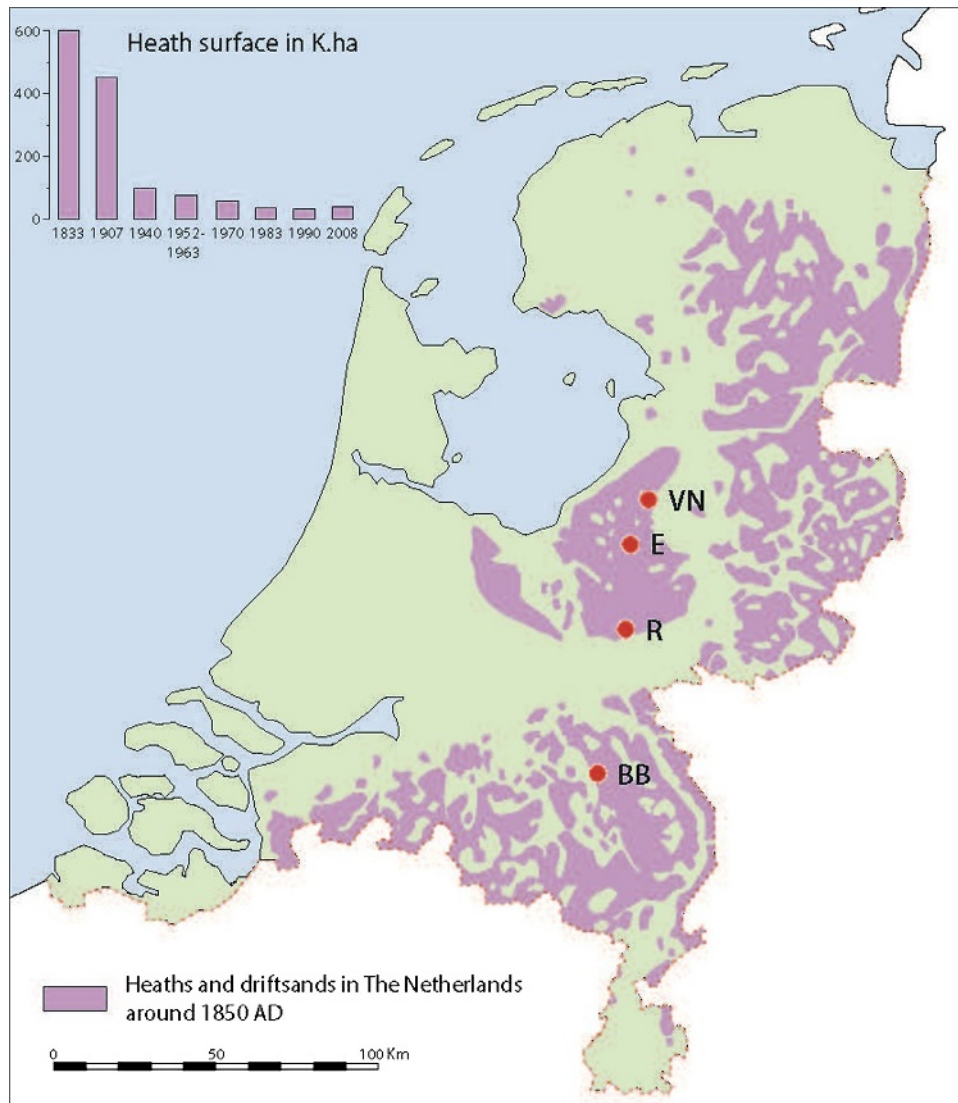 Heath surface in K.ha
600
400
200
0
1833 1907 1940 1952- 1970 1983 1990 2008
1963
VN
E
R
BB
Heaths and driftsands in The Netherlands
around 1850 AD
0 50 100 Km